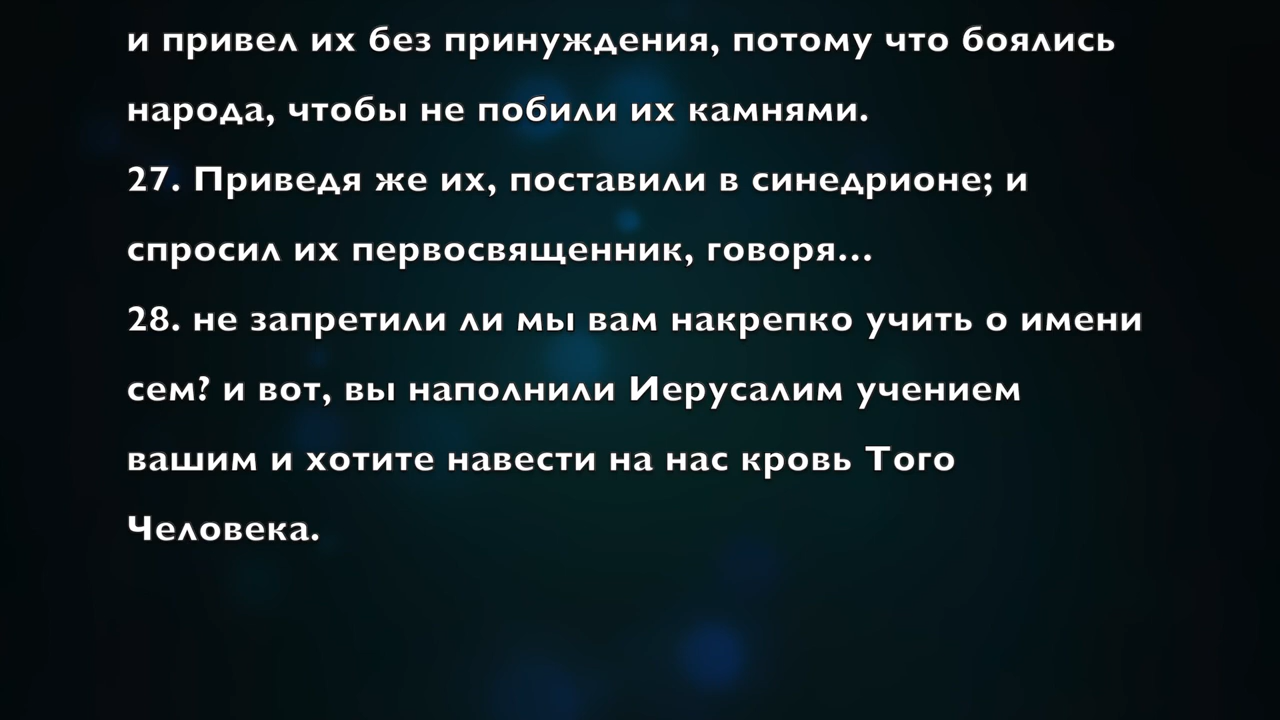 и привел их без принуждения, потому что боялись
народа, чтобы не побили их камнями.
27. Приведя же их, поставили в синедрионе; и
спросил их первосвященник, говоря...
28. не запретили ли мы вам накрепко учить о имени
сем? и вот, вы наполнили Иерусалим учением
вашим и хотите навести на нас кровь Того
Человека.